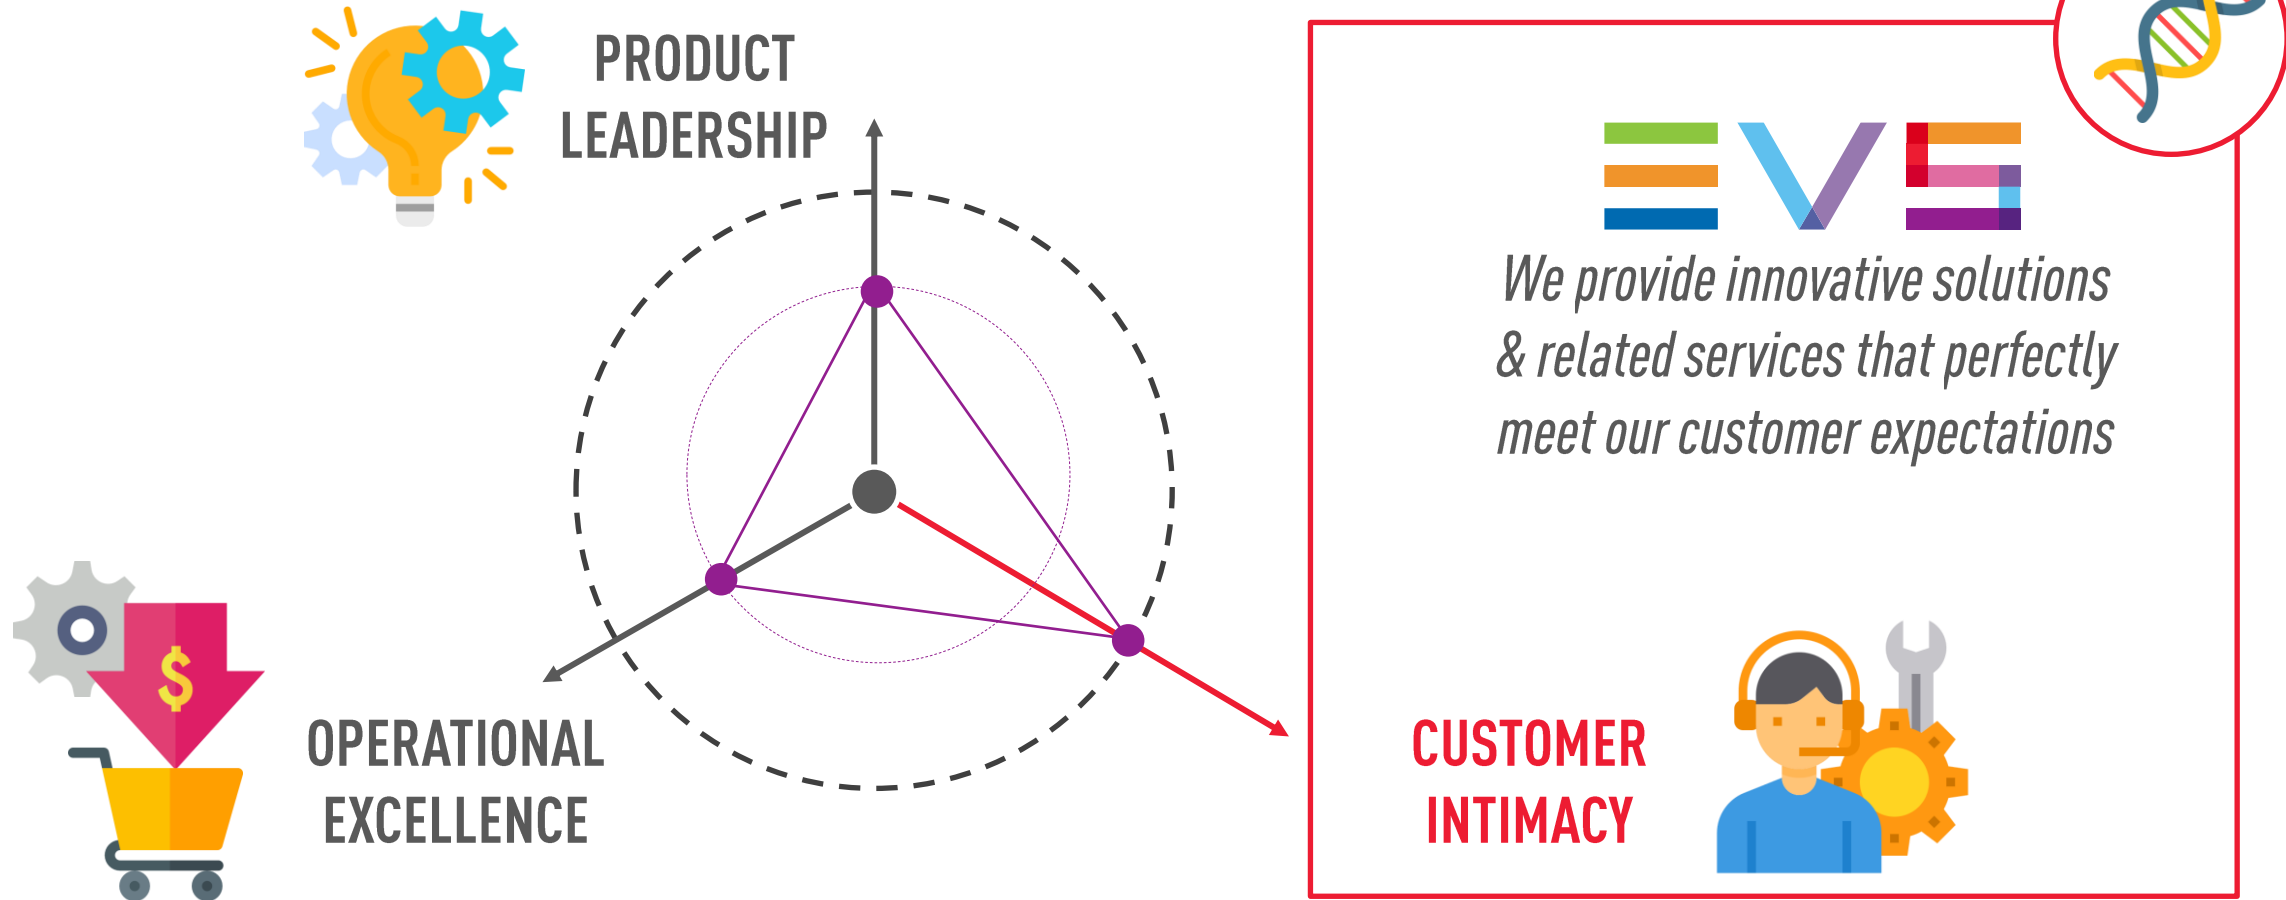 PRODUCT
LEADERSHIP
EVS
We provide innovative solutions
& related services that perfectly
meet our customer expectations
$
OPERATIONAL
EXCELLENCE
CUSTOMER
INTIMACY